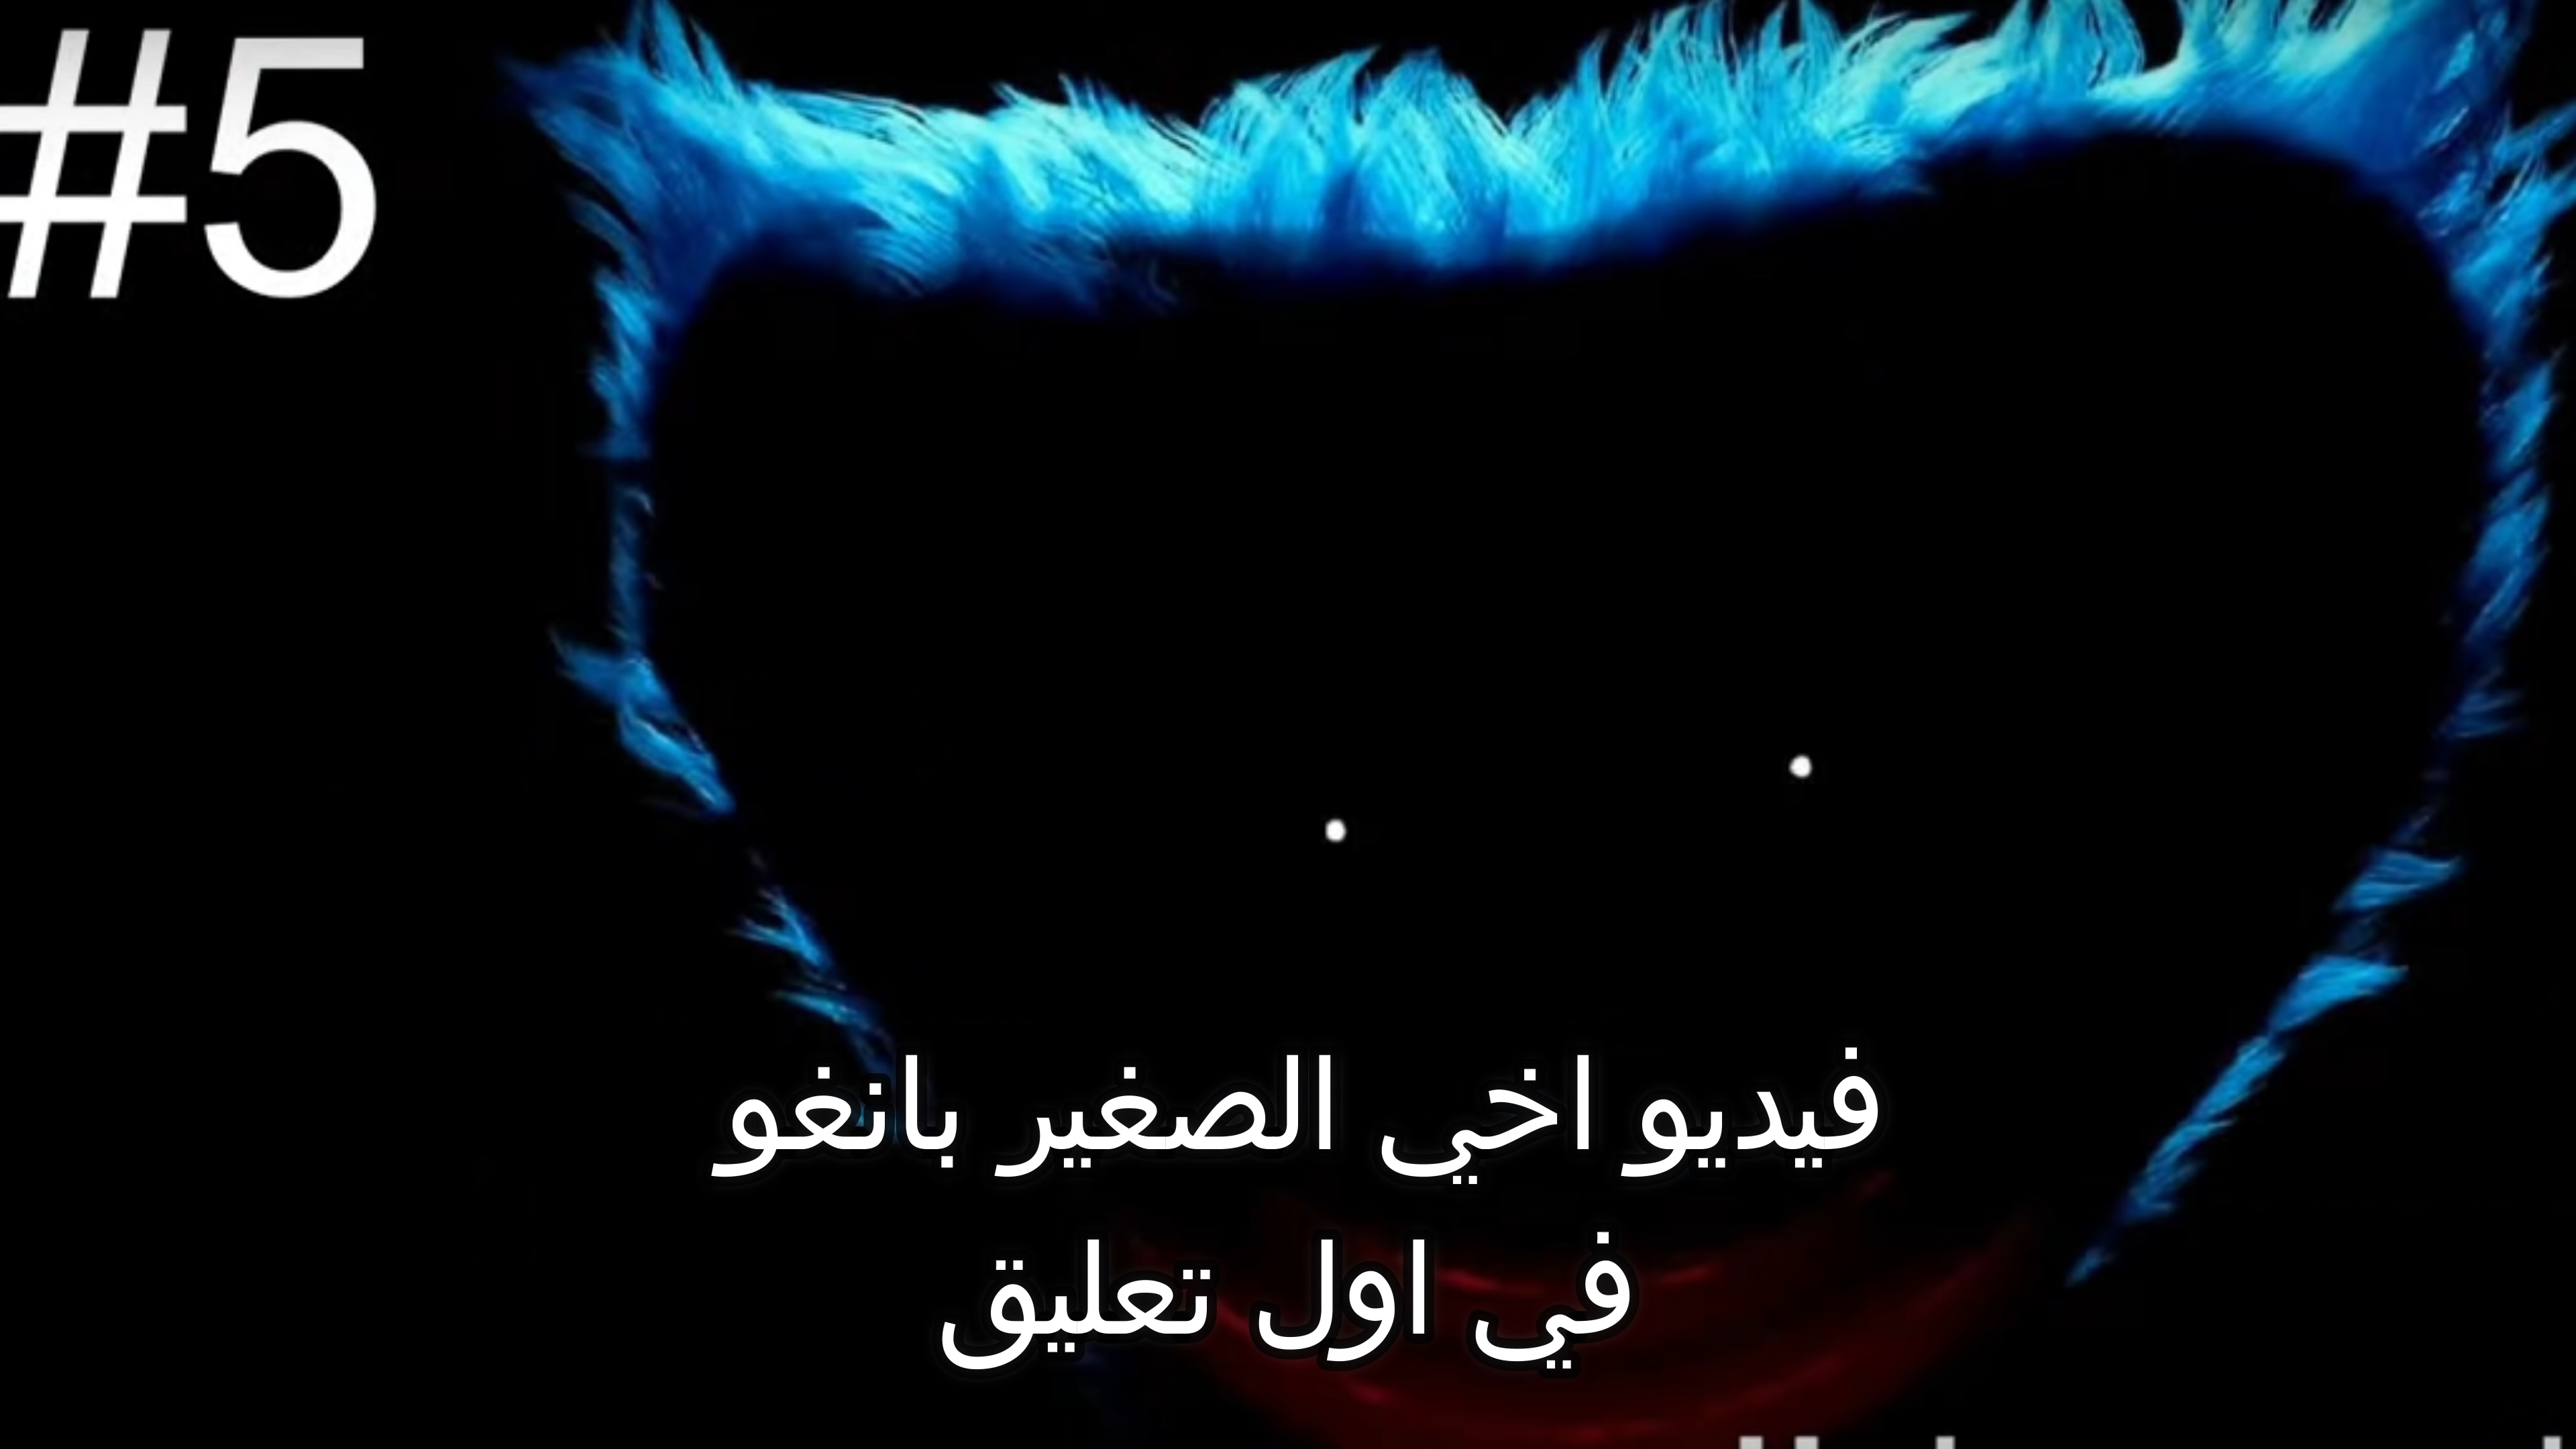 #5
فيديو اخي الصغير بانغو
في اول تعليق